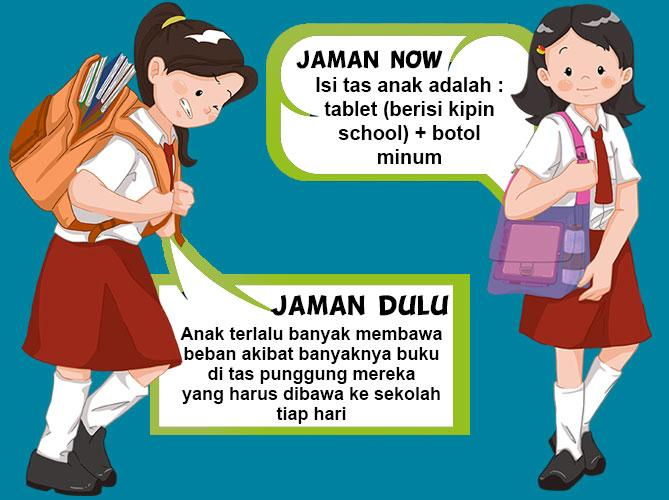 JAMAN NOW
Isi tas anak adalah :
tablet (berisi kipin
school) + botol
minum
JAMAN DULU
Anak terlalu banyak membawa
beban akibat banyaknya buku
di tas punggung mereka
yang harus dibawa ke sekolah
tiap hari